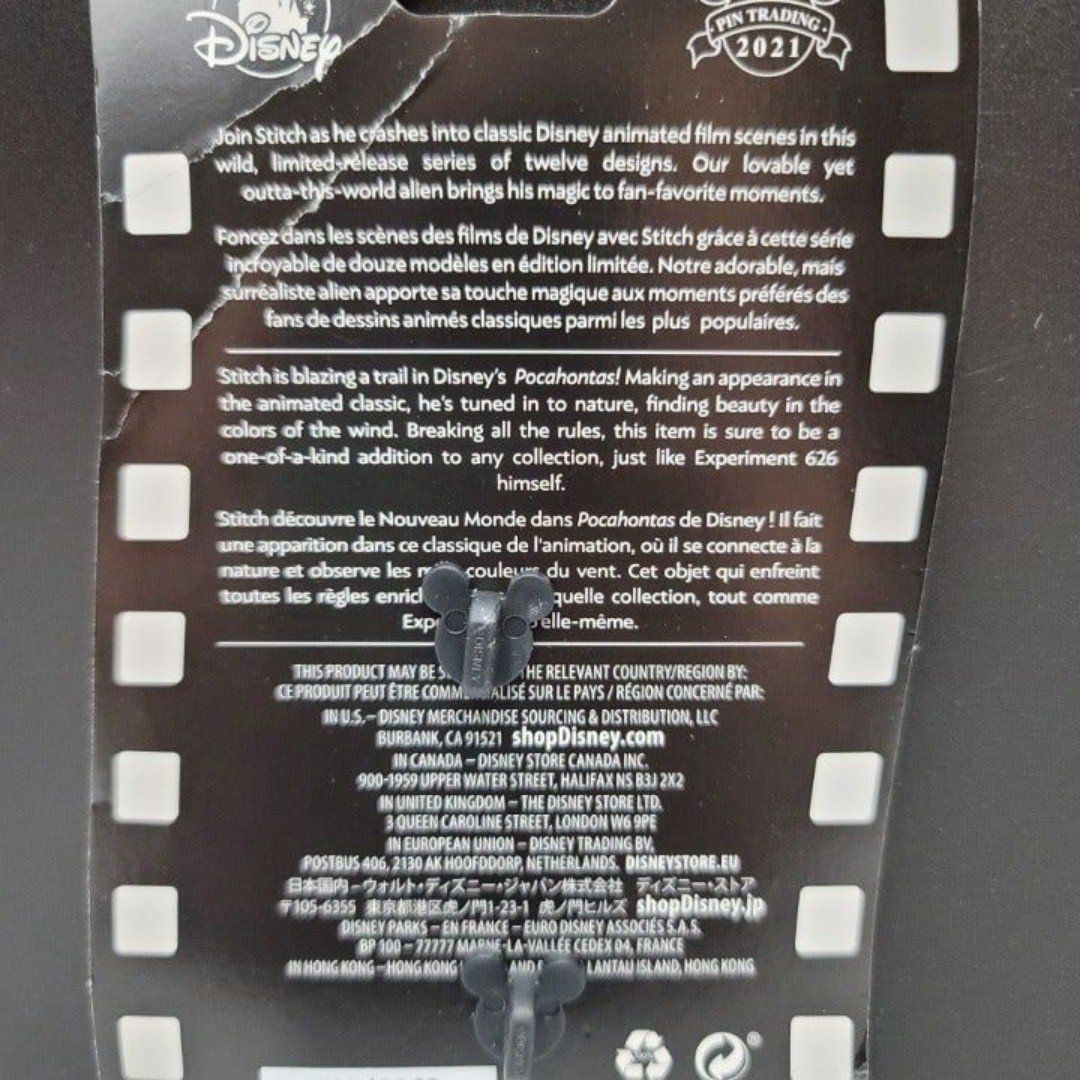 Disney
PIN TRADING
2021
Join Stitch as he crashes into classic Disney animated film scenes in this
wild, limited-release series of twelve designs. Our lovable yet
outta-this-world alien brings his magic to fan-favorite moments.
Foncez dans les scènes des films de Disney avec Stitch grâce à cette série
incroyable de douze modèles en édition limitée. Notre adorable, mais
surréaliste alien apporte sa touche magique aux moments préférés des
fans de dessins animés classiques parmi les plus populaires.
Stitch is blazing a trail in Disney's Pocahontas! Making an appearance in
the animated classic, he's tuned in to nature, finding beauty in the
colors of the wind. Breaking all the rules, this item is sure to be a
one-of-a-kind addition to any collection, just like Experiment 626
himself.
Stitch découvre le Nouveau Monde dans Pocahontas de Disney ! Il fait
une apparition dans ce classique de l'animation, où il se connecte à la
nature et observe les couleurs du vent. Cet objet qui enfreint
toutes les règles quelle collection, tout comme
elle-même.
THIS PRODUCT MAY BE THE RELEVANT COUNTRY/REGION BY:
CE PRODUIT PEUT ÊTRE SUR LE PAYS / RÉGION CONCERNÉ PAR:
IN U.S. – DISNEY MERCHANDISE SOURCING & DISTRIBUTION, LLC
BURBANK, CA 91521 shopDisney.com
IN CANADA – DISNEY STORE CANADA INC.
900-1959 UPPER WATER STREET, HALIFAX NS B3J 2X2
IN UNITED KINGDOM – THE DISNEY STORE LTD.
3 QUEEN CAROLINE STREET, LONDON W6 9PE
IN EUROPEAN UNION – DISNEY TRADING BV.
POSTBUS 406, 2130 AK HOOFDDORP, NETHERLANDS. DISNEYSTORE.EU
日本国内 – ウォルト・ディズニー・ジャパン株式会社 ディズニー・ストア
〒105-6355 東京都港区虎ノ門1-23-1 虎ノ門ヒルズ shopDisney.jp
DISNEY PARKS – EN FRANCE – EURO DISNEY ASSOCIÉS S.A.S.
BP 100 – 77777 MARNE-LA-VALLÉE CEDEX 04, FRANCE
IN HONG KONG – HONG KONG LANTAU ISLAND, HONG KONG